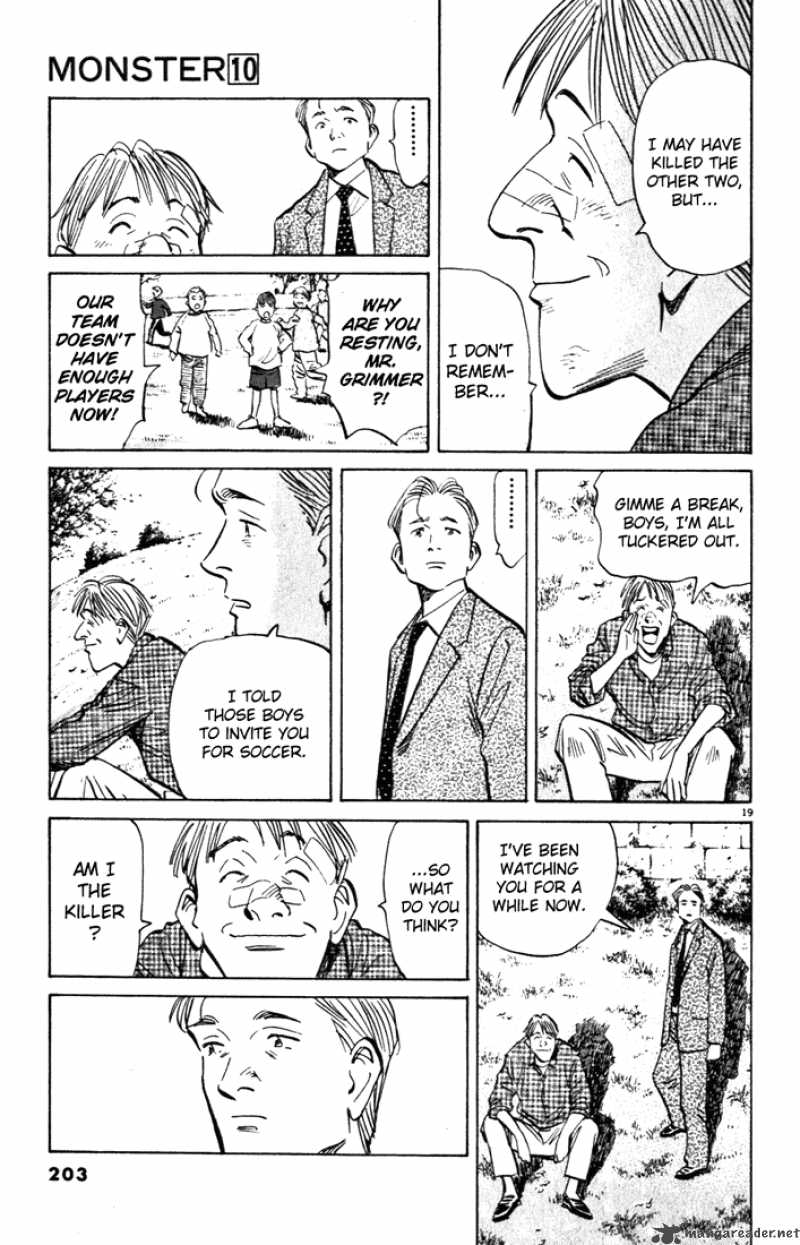 MONSTER 10
I MAY HAVE
KILLED THE
OTHER TWO,
BUT...
I DON'T
REMEM-
BER...
.........
WHY
ARE YOU
RESTING,
MR.
GRIMMER
?!
OUR
TEAM
DOESN'T
HAVE
ENOUGH
PLAYERS
NOW!
GIMME A BREAK,
BOYS, I'M ALL
TUCKERED OUT.
.........
I TOLD
THOSE BOYS
TO INVITE YOU
FOR SOCCER.
19
I'VE BEEN
WATCHING
YOU FOR A
WHILE NOW.
...SO
WHAT
DO YOU
THINK?
AM I
THE
KILLER
?
203
mangareader.net